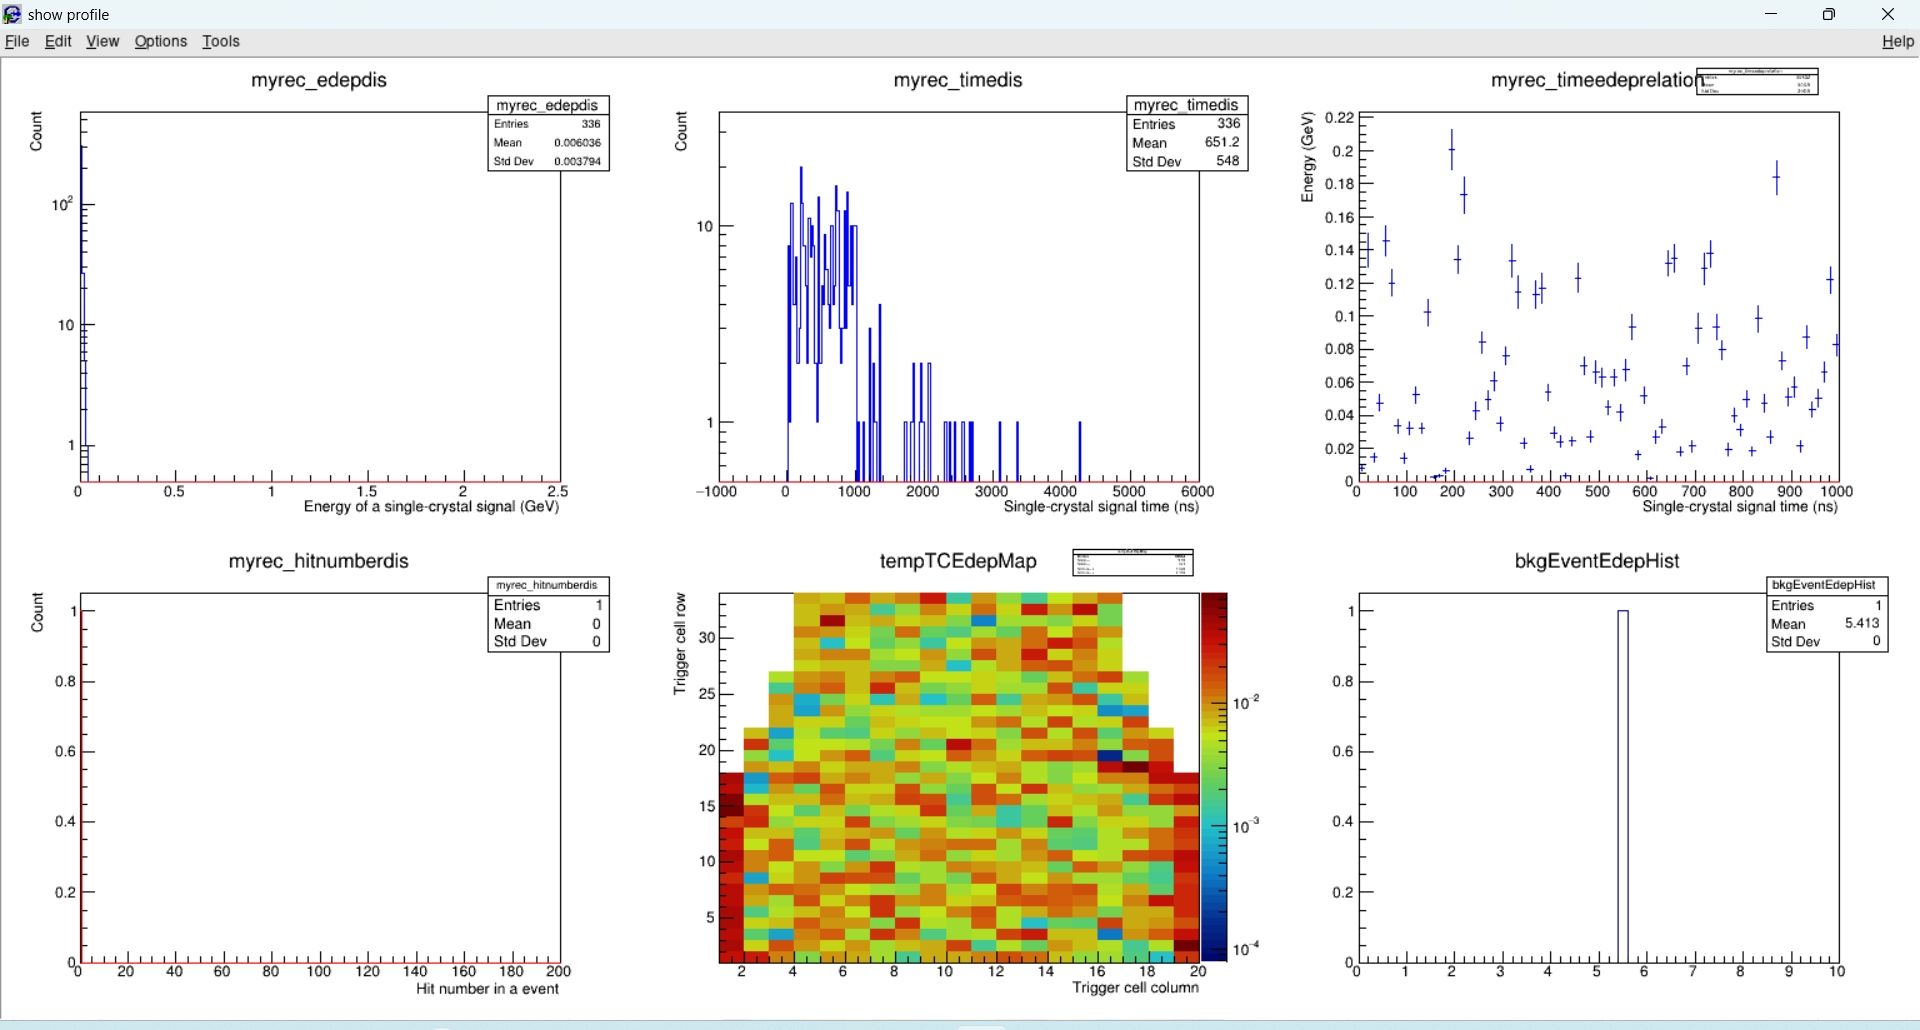 show profile
File Edit View Options Tools Help
myrec_edepdis
myrec_edepdis
Entries 336
Mean 0.006036
Std Dev 0.003794
Count
10²
10
1
0 0.5 1 1.5 2 2.5
Energy of a single-crystal signal (GeV)
myrec_timedis
myrec_timedis
Entries 336
Mean 651.2
Std Dev 548
Count
10
1
−1000 0 1000 2000 3000 4000 5000 6000
Single-crystal signal time (ns)
myrec_timeedeprelation
Energy (GeV)
0.22
0.2
0.18
0.16
0.14
0.12
0.1
0.08
0.06
0.04
0.02
0
0 100 200 300 400 500 600 700 800 900 1000
Single-crystal signal time (ns)
myrec_hitnumberdis
myrec_hitnumberdis
Entries 1
Mean 0
Std Dev 0
Count
1
0.8
0.6
0.4
0.2
0
0 20 40 60 80 100 120 140 160 180 200
Hit number in a event
tempTCEdepMap
Trigger cell row
30
25
20
15
10
5
2 4 6 8 10 12 14 16 18 20
Trigger cell column
10⁻²
10⁻³
10⁻⁴
bkgEventEdepHist
bkgEventEdepHist
Entries 1
Mean 5.413
Std Dev 0
1
0.8
0.6
0.4
0.2
0
0 1 2 3 4 5 6 7 8 9 10